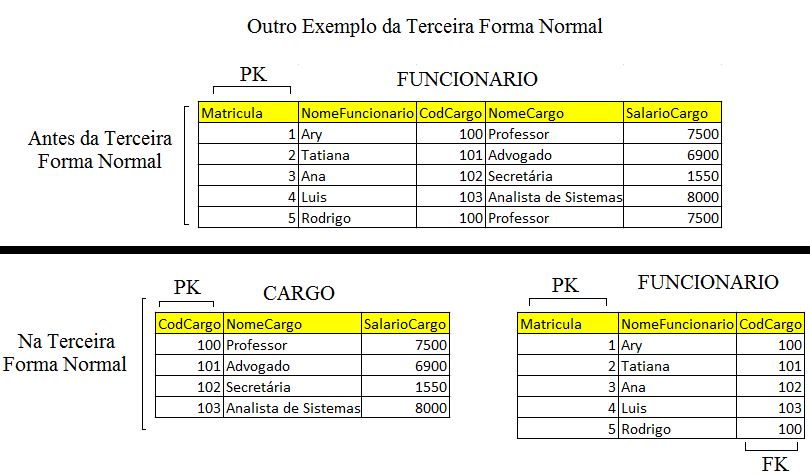 Outro Exemplo da Terceira Forma Normal
PK
FUNCIONARIO
Antes da Terceira
Forma Normal
Matricula NomeFuncionario CodCargo NomeCargo SalarioCargo
1 Ary 100 Professor 7500
2 Tatiana 101 Advogado 6900
3 Ana 102 Secretária 1550
4 Luis 103 Analista de Sistemas 8000
5 Rodrigo 100 Professor 7500
Na Terceira
Forma Normal
PK
CARGO
CodCargo NomeCargo SalarioCargo
100 Professor 7500
101 Advogado 6900
102 Secretária 1550
103 Analista de Sistemas 8000
PK
FUNCIONARIO
Matricula NomeFuncionario CodCargo
1 Ary 100
2 Tatiana 101
3 Ana 102
4 Luis 103
5 Rodrigo 100
FK